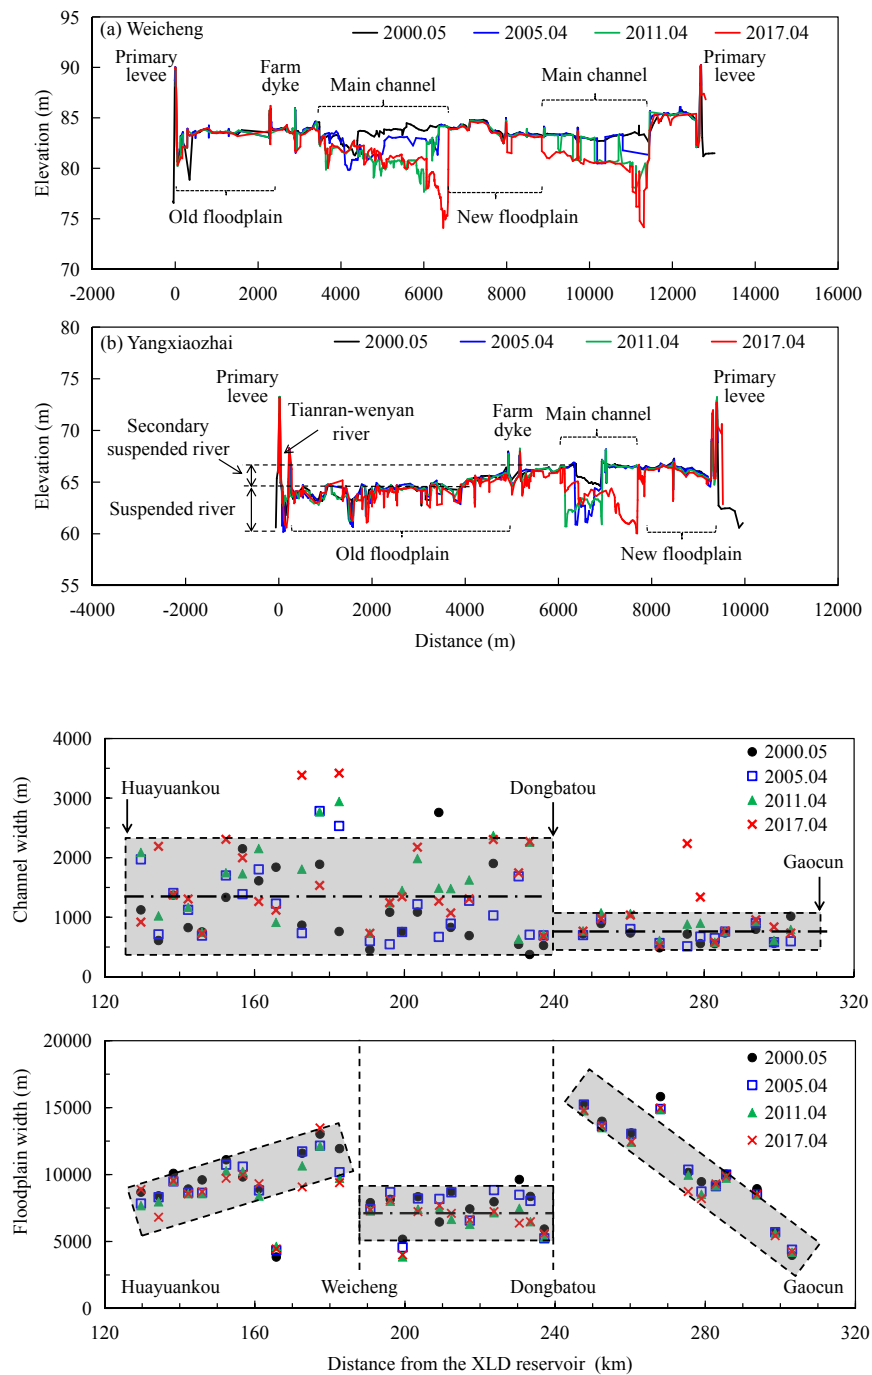 95
(a) Weicheng
2000.05
2005.04
2011.04
2017.04
Primary
levee
Farm
dyke
Main channel
Main channel
Primary
levee
90
85
80
75
70
Elevation (m)
Old floodplain
New floodplain
-2000
0
2000
4000
6000
8000
10000
12000
14000
16000
80
(b) Yangxiaozhai
2000.05
2005.04
2011.04
2017.04
Primary
levee
Tianran-wenyan
river
Secondary
suspended river
Suspended river
Farm
dyke
Main channel
Primary
levee
75
70
65
60
55
Elevation (m)
Old floodplain
New floodplain
-4000
-2000
0
2000
4000
6000
8000
10000
12000
Distance (m)
4000
3000
2000
1000
0
Channel width (m)
Huayuankou
Dongbatou
Gaocun
2000.05
2005.04
2011.04
2017.04
120
160
200
240
280
320
20000
15000
10000
5000
0
Floodplain width (m)
2000.05
2005.04
2011.04
2017.04
Huayuankou
Weicheng
Dongbatou
Gaocun
120
160
200
240
280
320
Distance from the XLD reservoir (km)